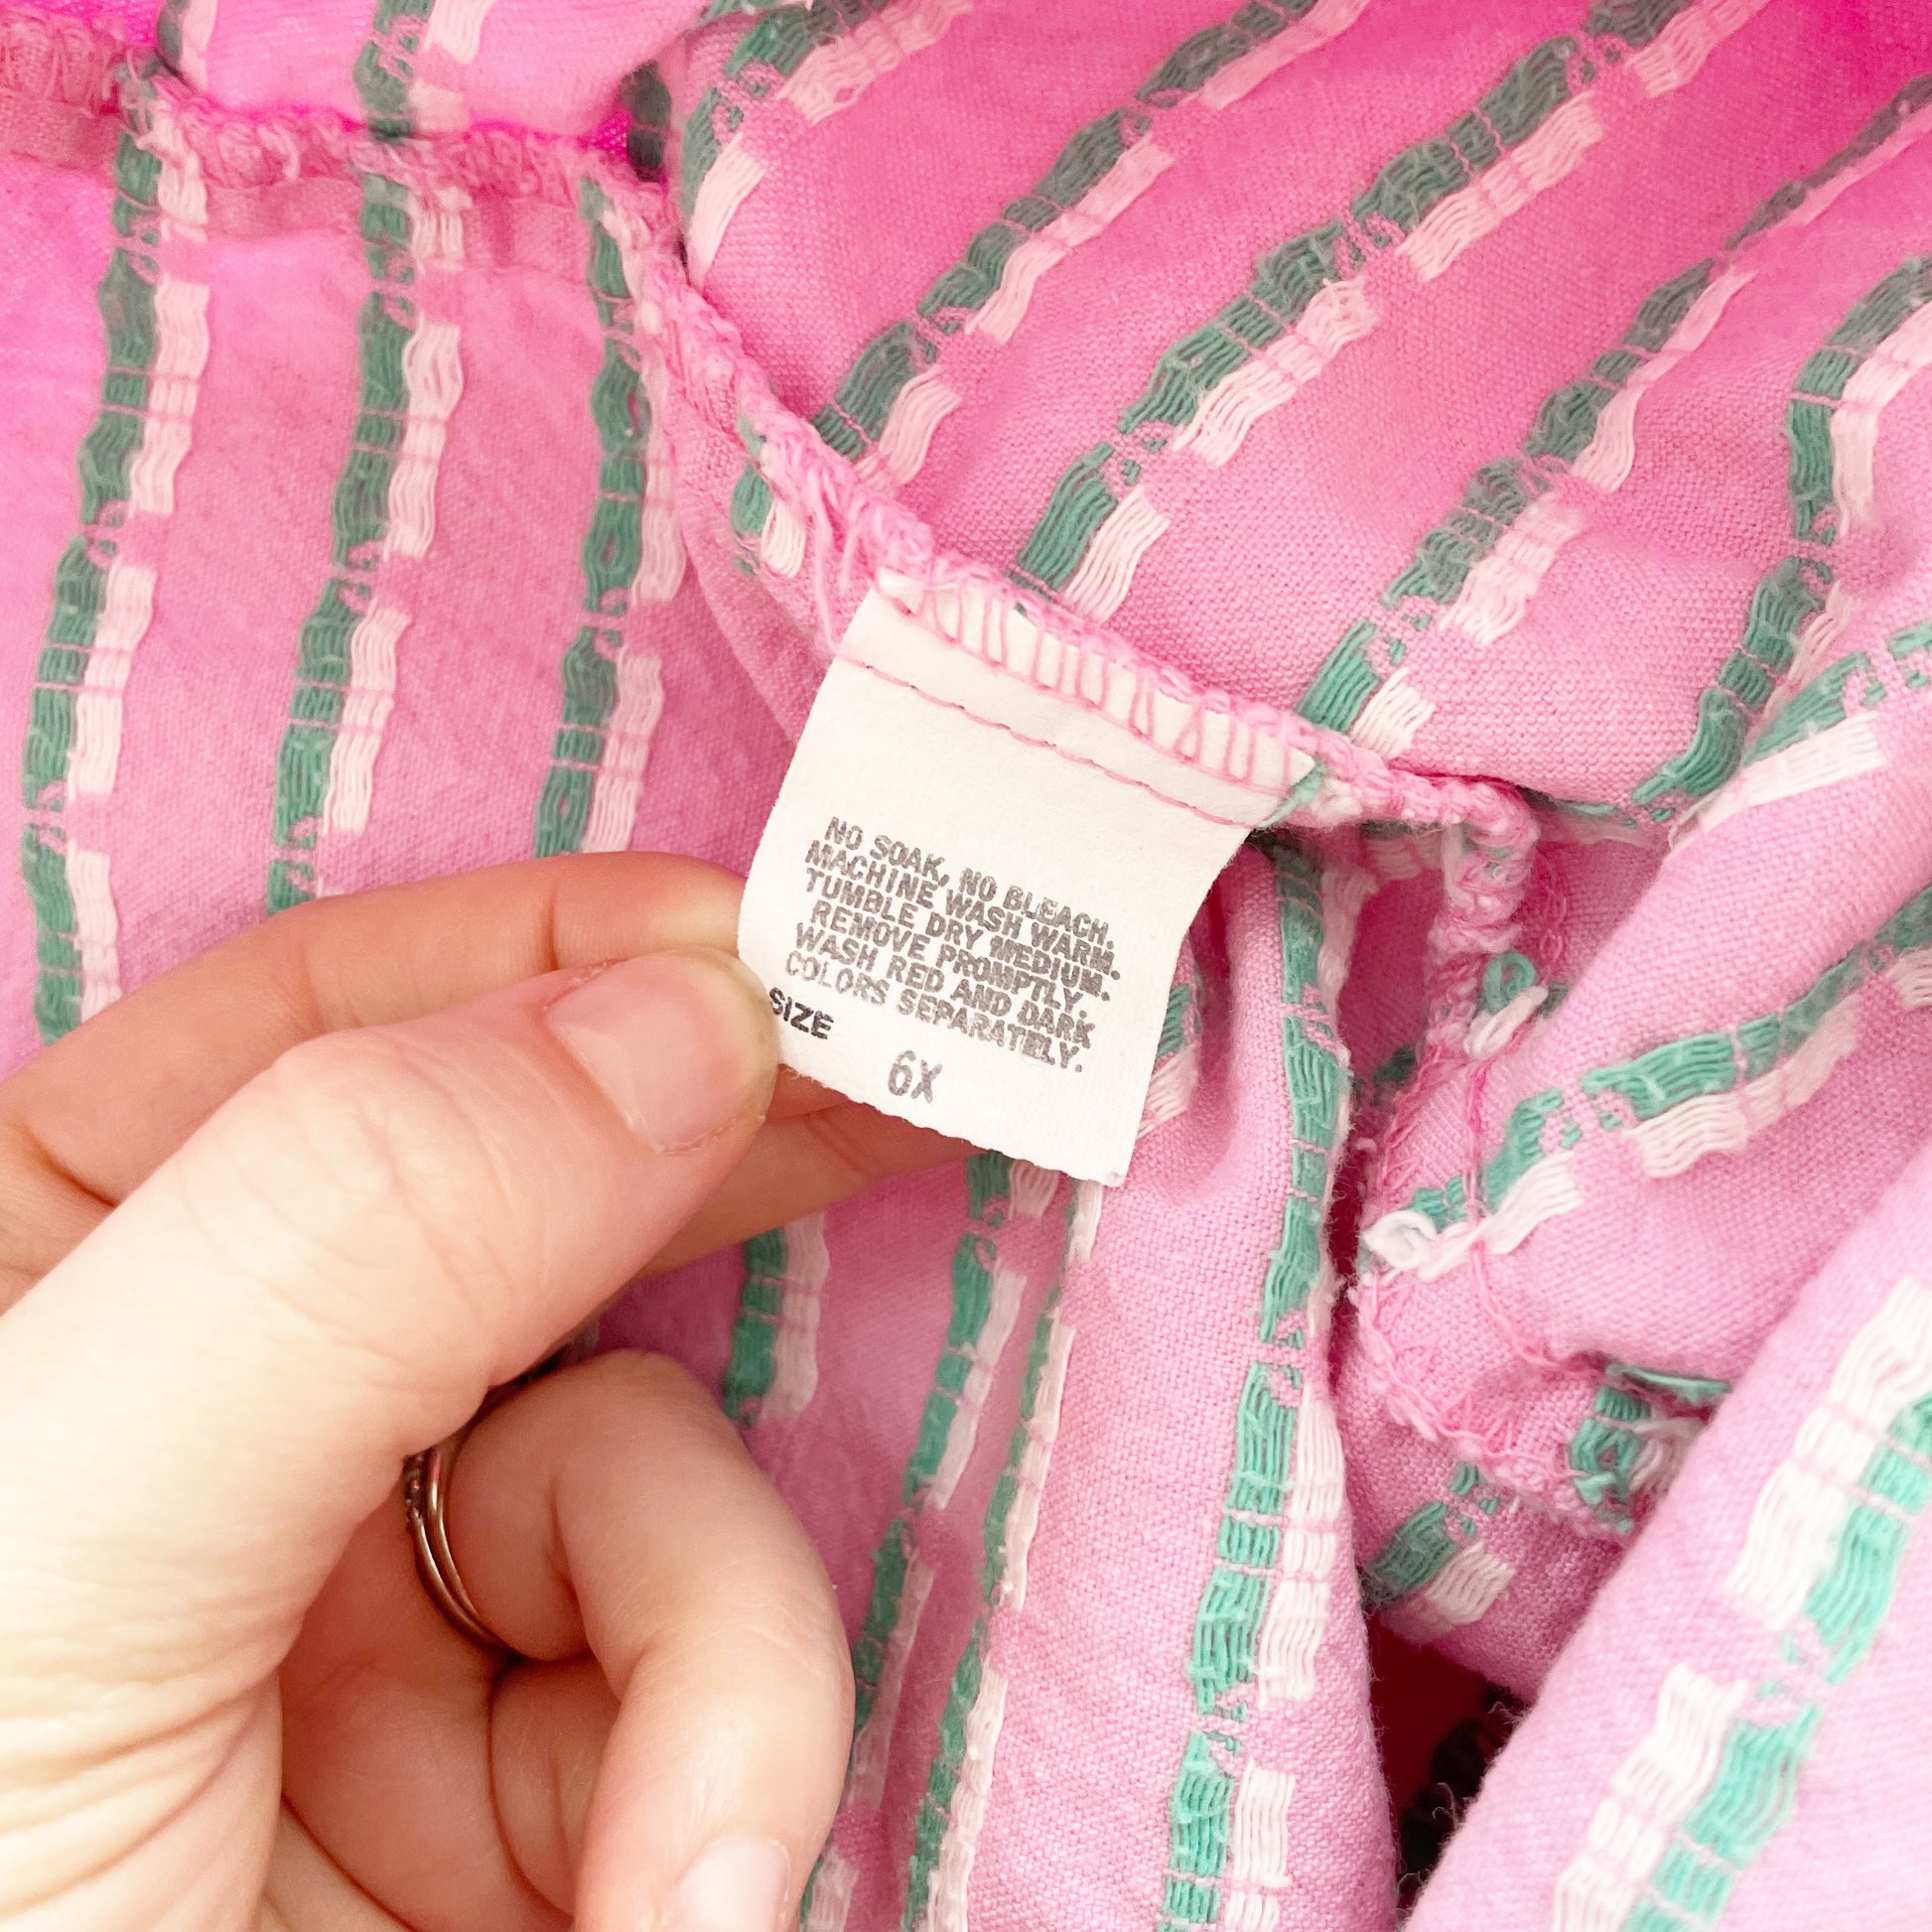 NO SOAK, NO BLEACH.
MACHINE WASH WARM.
TUMBLE DRY MEDIUM.
REMOVE PROMPTLY.
WASH RED AND DARK
COLORS SEPARATELY.
SIZE
6X